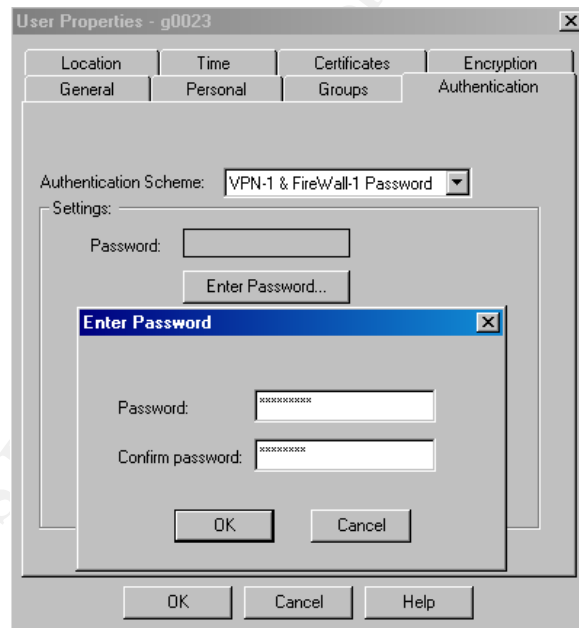 User Properties - g0023
Location Time Certificates Encryption
General Personal Groups Authentication
Authentication Scheme: VPN-1 & FireWall-1 Password
Settings:
Password:
Enter Password...
Enter Password
Password: *********
Confirm password: ********
OK Cancel
OK Cancel Help